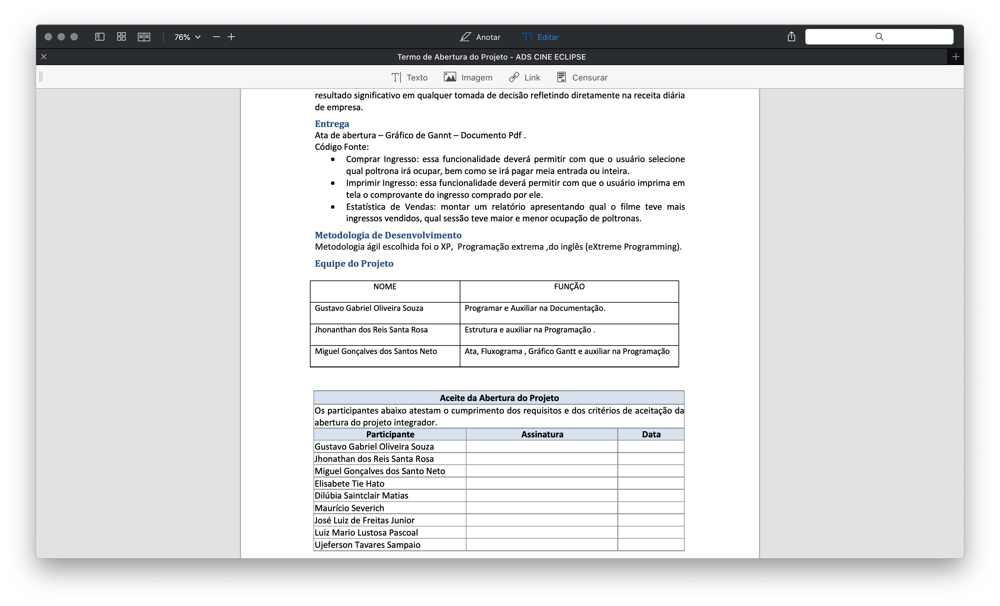 76%
Anotar
Editar
Termo de Abertura do Projeto - ADS CINE ECLIPSE
Texto
Imagem
Link
Censurar
resultado significativo em qualquer tomada de decisão refletindo diretamente na receita diária
de empresa.
Entrega
Ata de abertura – Gráfico de Gannt – Documento Pdf .
Código Fonte:
• Comprar Ingresso: essa funcionalidade deverá permitir com que o usuário selecione
qual poltrona irá ocupar, bem como se irá pagar meia entrada ou inteira.
• Imprimir Ingresso: essa funcionalidade deverá permitir com que o usuário imprima em
tela o comprovante do ingresso comprado por ele.
• Estatística de Vendas: montar um relatório apresentando qual o filme teve mais
ingressos vendidos, qual sessão teve maior e menor ocupação de poltronas.
Metodologia de Desenvolvimento
Metodologia ágil escolhida foi o XP,  Programação extrema ,do inglês (eXtreme Programming).
Equipe do Projeto
NOME FUNÇÃO
Gustavo Gabriel Oliveira Souza Programar e Auxiliar na Documentação.
Jhonanthan dos Reis Santa Rosa Estrutura e auxiliar na Programação .
Miguel Gonçalves dos Santos Neto Ata, Fluxograma , Gráfico Gantt e auxiliar na Programação
Aceite da Abertura do Projeto
Os participantes abaixo atestam o cumprimento dos requisitos e dos critérios de aceitação da
abertura do projeto integrador.
Participante Assinatura Data
Gustavo Gabriel Oliveira Souza
Jhonathan dos Reis Santa Rosa
Miguel Gonçalves dos Santo Neto
Elisabete Tie Hato
Dilúbia Saintclair Matias
Maurício Severich
José Luiz de Freitas Junior
Luiz Mario Lustosa Pascoal
Ujeferson Tavares Sampaio